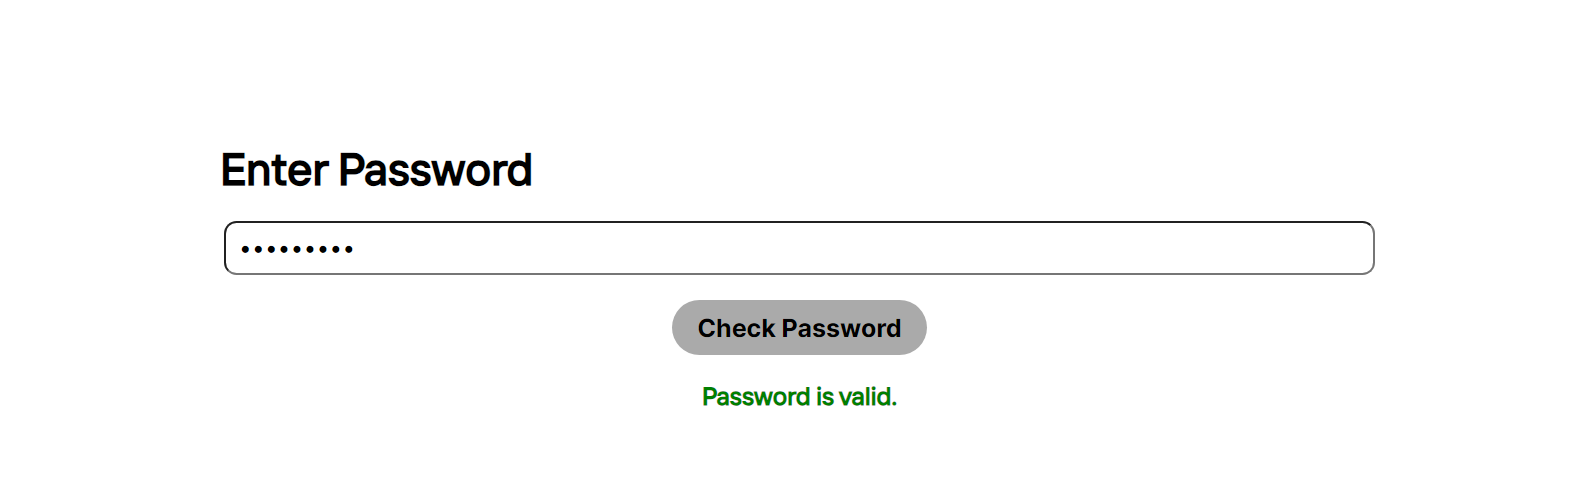 Enter Password
•••••••••
Check Password
Password is valid.